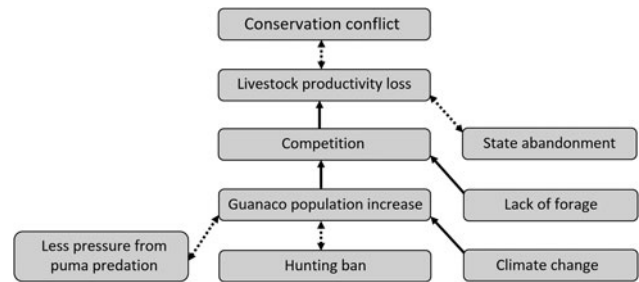 Conservation conflict
Livestock productivity loss
Competition
State abandonment
Guanaco population increase
Lack of forage
Less pressure from
puma predation
Hunting ban
Climate change